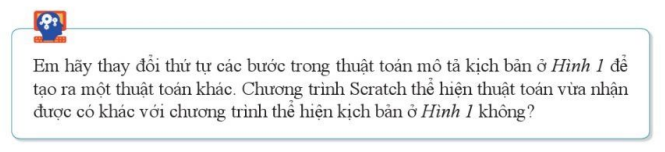 Em hãy thay đổi thứ tự các bước trong thuật toán mô tả kịch bản ở Hình 1 để
tạo ra một thuật toán khác. Chương trình Scratch thể hiện thuật toán vừa nhận
được có khác với chương trình thể hiện kịch bản ở Hình 1 không?